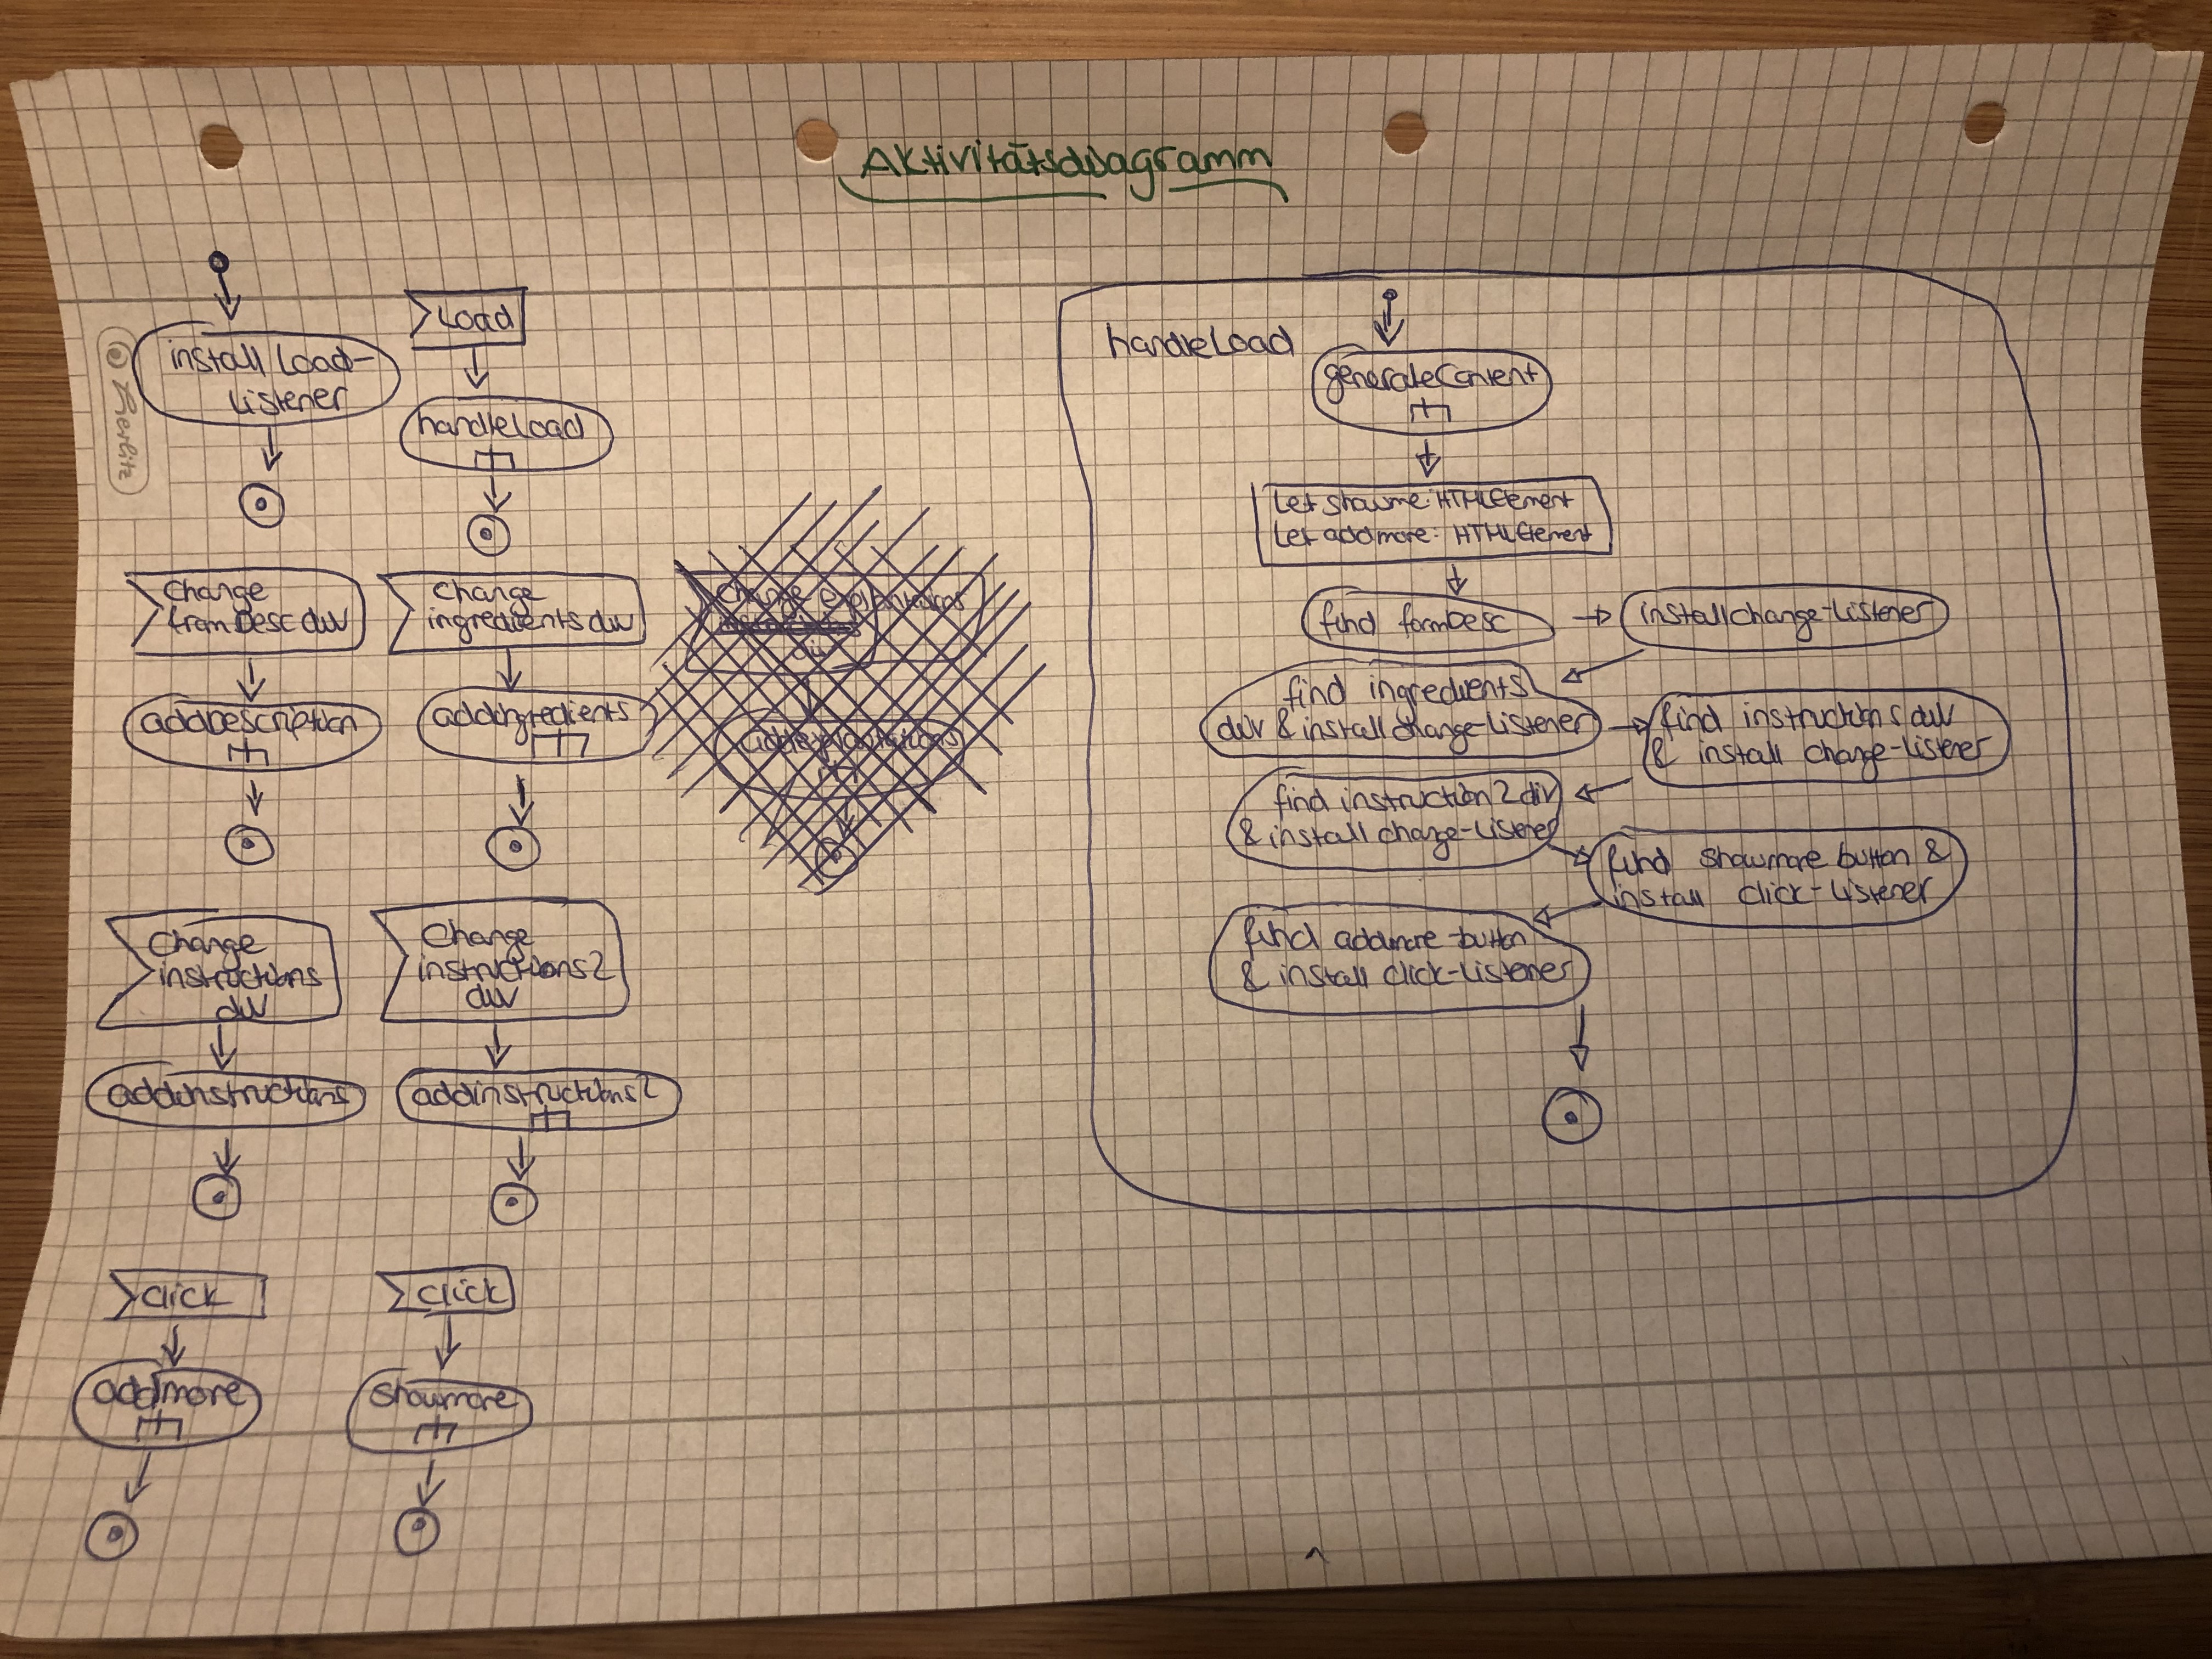 Aktivitätsdiagramm
Herlitz
install load-
listener
load
handleLoad
Change
formDesc div
addDescription
Change
ingredients div
addIngredients
Change
instructions
div
addInstructions
Change
instructions2
div
addInstructions2
click
addmore
click
showmore
handleLoad
generateContent
let showme: HTMLElement
let addmore: HTMLElement
find formDesc
install change-listener
find ingredients
div & install change-listener
find instructions div
& install change-listener
find instruction2 div
& install change-listener
find showmore button &
install click-listener
find addmore-button
& install click-listener